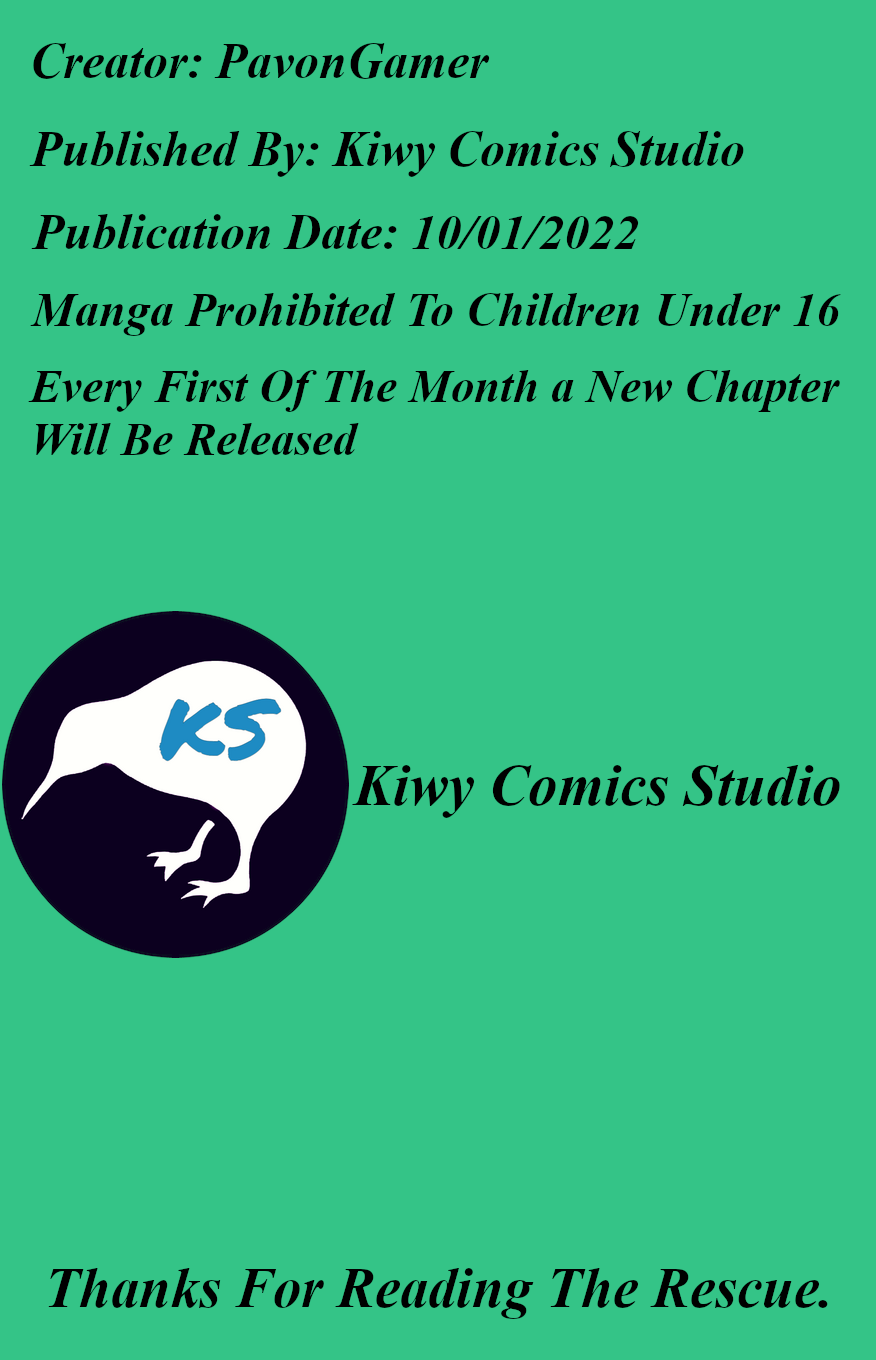 Creator: PavonGamer
Published By: Kiwy Comics Studio
Publication Date: 10/01/2022
Manga Prohibited To Children Under 16
Every First Of The Month a New Chapter
Will Be Released
KS
Kiwy Comics Studio
Thanks For Reading The Rescue.